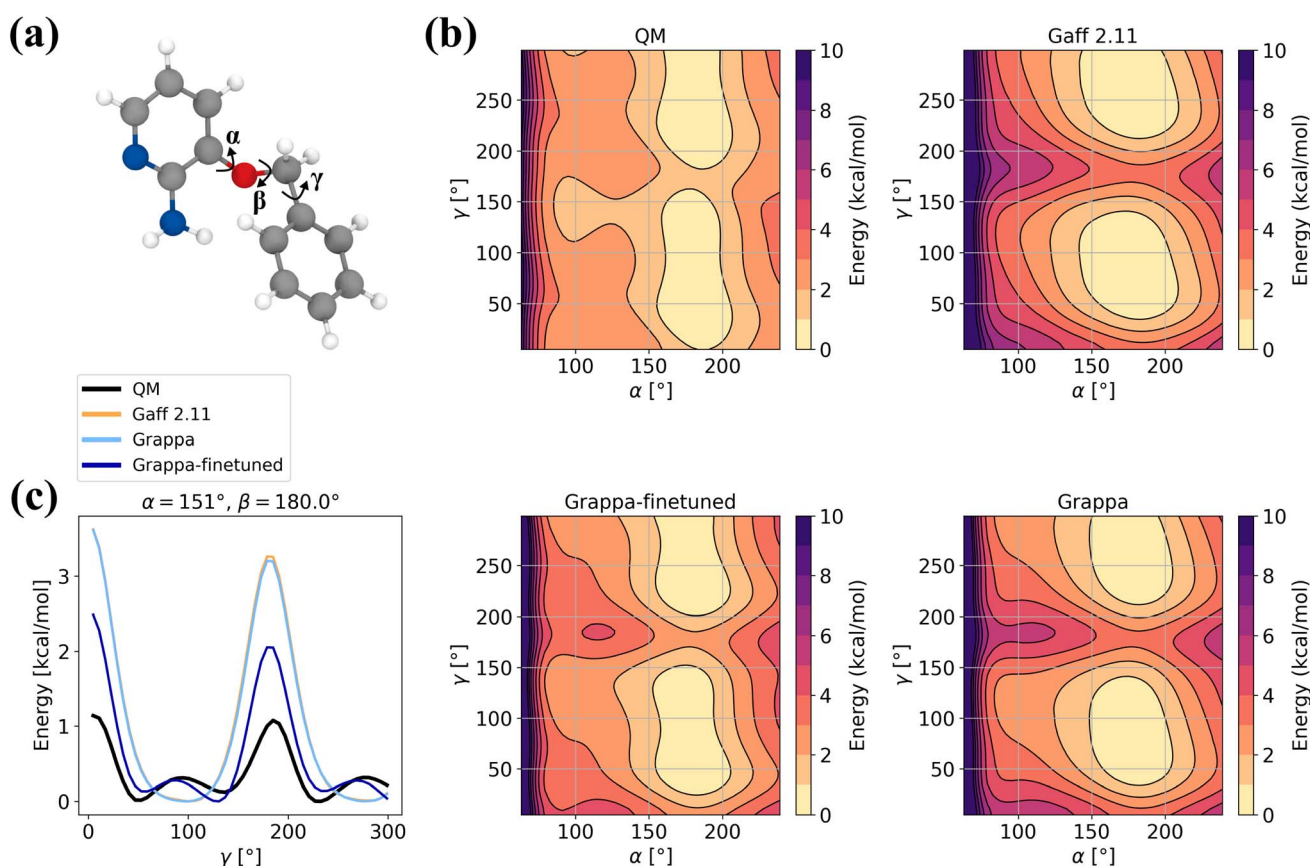 (a)
α
β
γ
(b)
QM
γ [°]
250
200
150
100
50
100
150
200
α [°]
10
8
6
4
2
0
Energy (kcal/mol)
Gaff 2.11
γ [°]
250
200
150
100
50
100
150
200
α [°]
10
8
6
4
2
0
Energy (kcal/mol)
QM
Gaff 2.11
Grappa
Grappa-finetuned
(c)
α = 151°, β = 180.0°
Energy [kcal/mol]
3
2
1
0
0
100
200
300
γ [°]
Grappa-finetuned
γ [°]
250
200
150
100
50
100
150
200
α [°]
10
8
6
4
2
0
Energy (kcal/mol)
Grappa
γ [°]
250
200
150
100
50
100
150
200
α [°]
10
8
6
4
2
0
Energy (kcal/mol)